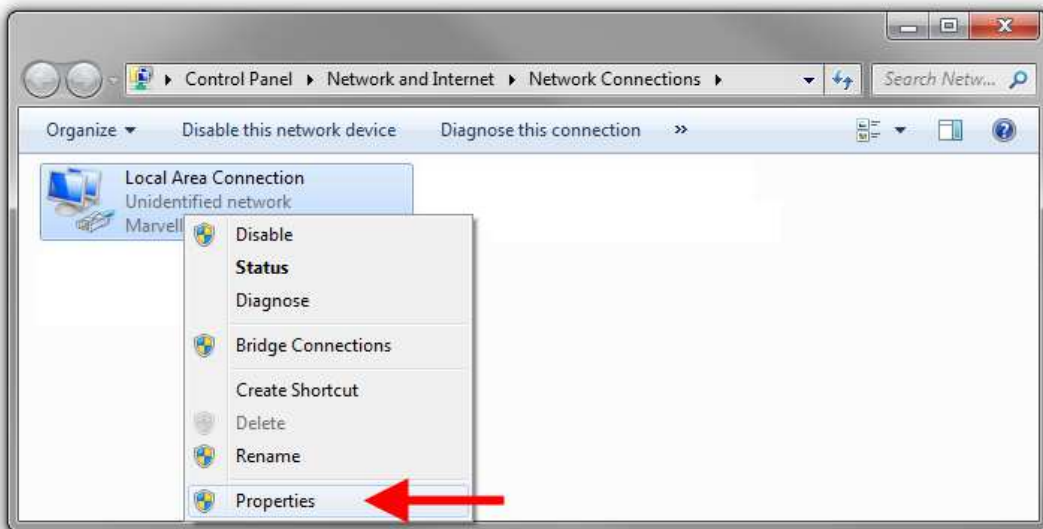 Control Panel ▸ Network and Internet ▸ Network Connections ▸
Search Netw...
Organize Disable this network device Diagnose this connection »
Local Area Connection
Unidentified network
Marvell
Disable
Status
Diagnose
Bridge Connections
Create Shortcut
Delete
Rename
Properties